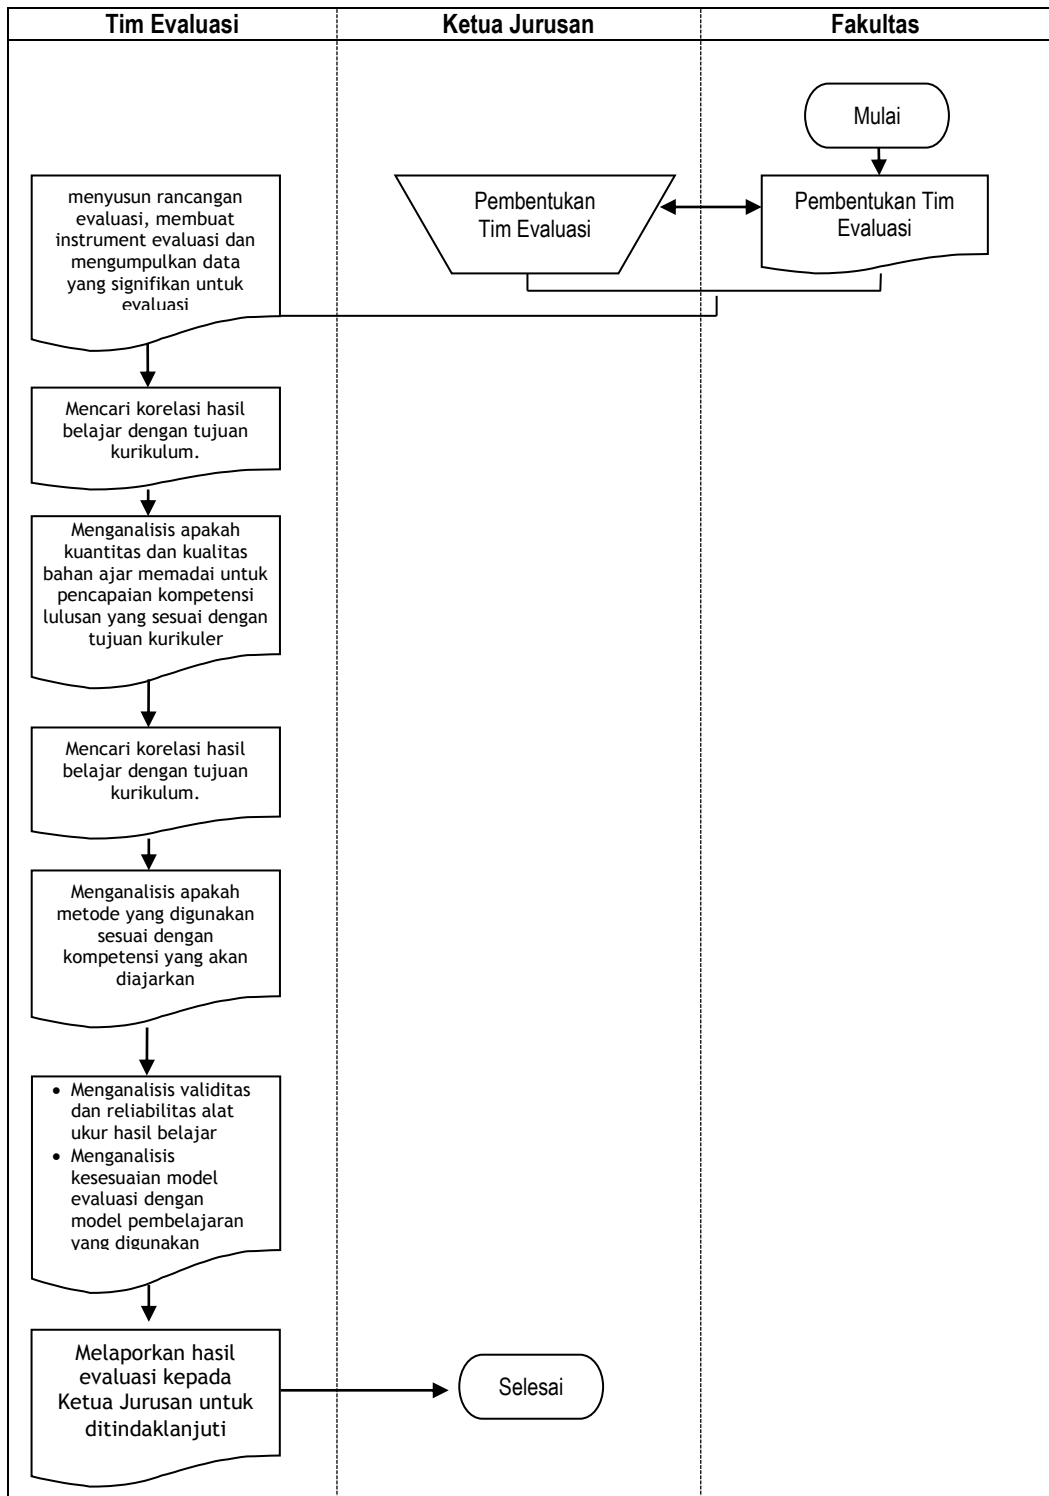 Tim Evaluasi
Ketua Jurusan
Fakultas
Mulai
menyusun rancangan
evaluasi, membuat
instrument evaluasi dan
mengumpulkan data
yang signifikan untuk
evaluasi
Pembentukan
Tim Evaluasi
Pembentukan Tim
Evaluasi
Mencari korelasi hasil
belajar dengan tujuan
kurikulum.
Menganalisis apakah
kuantitas dan kualitas
bahan ajar memadai untuk
pencapaian kompetensi
lulusan yang sesuai dengan
tujuan kurikuler
Mencari korelasi hasil
belajar dengan tujuan
kurikulum.
Menganalisis apakah
metode yang digunakan
sesuai dengan
kompetensi yang akan
diajarkan
• Menganalisis validitas
dan reliabilitas alat
ukur hasil belajar
• Menganalisis
kesesuaian model
evaluasi dengan
model pembelajaran
yang digunakan
Melaporkan hasil
evaluasi kepada
Ketua Jurusan untuk
ditindaklanjuti
Selesai